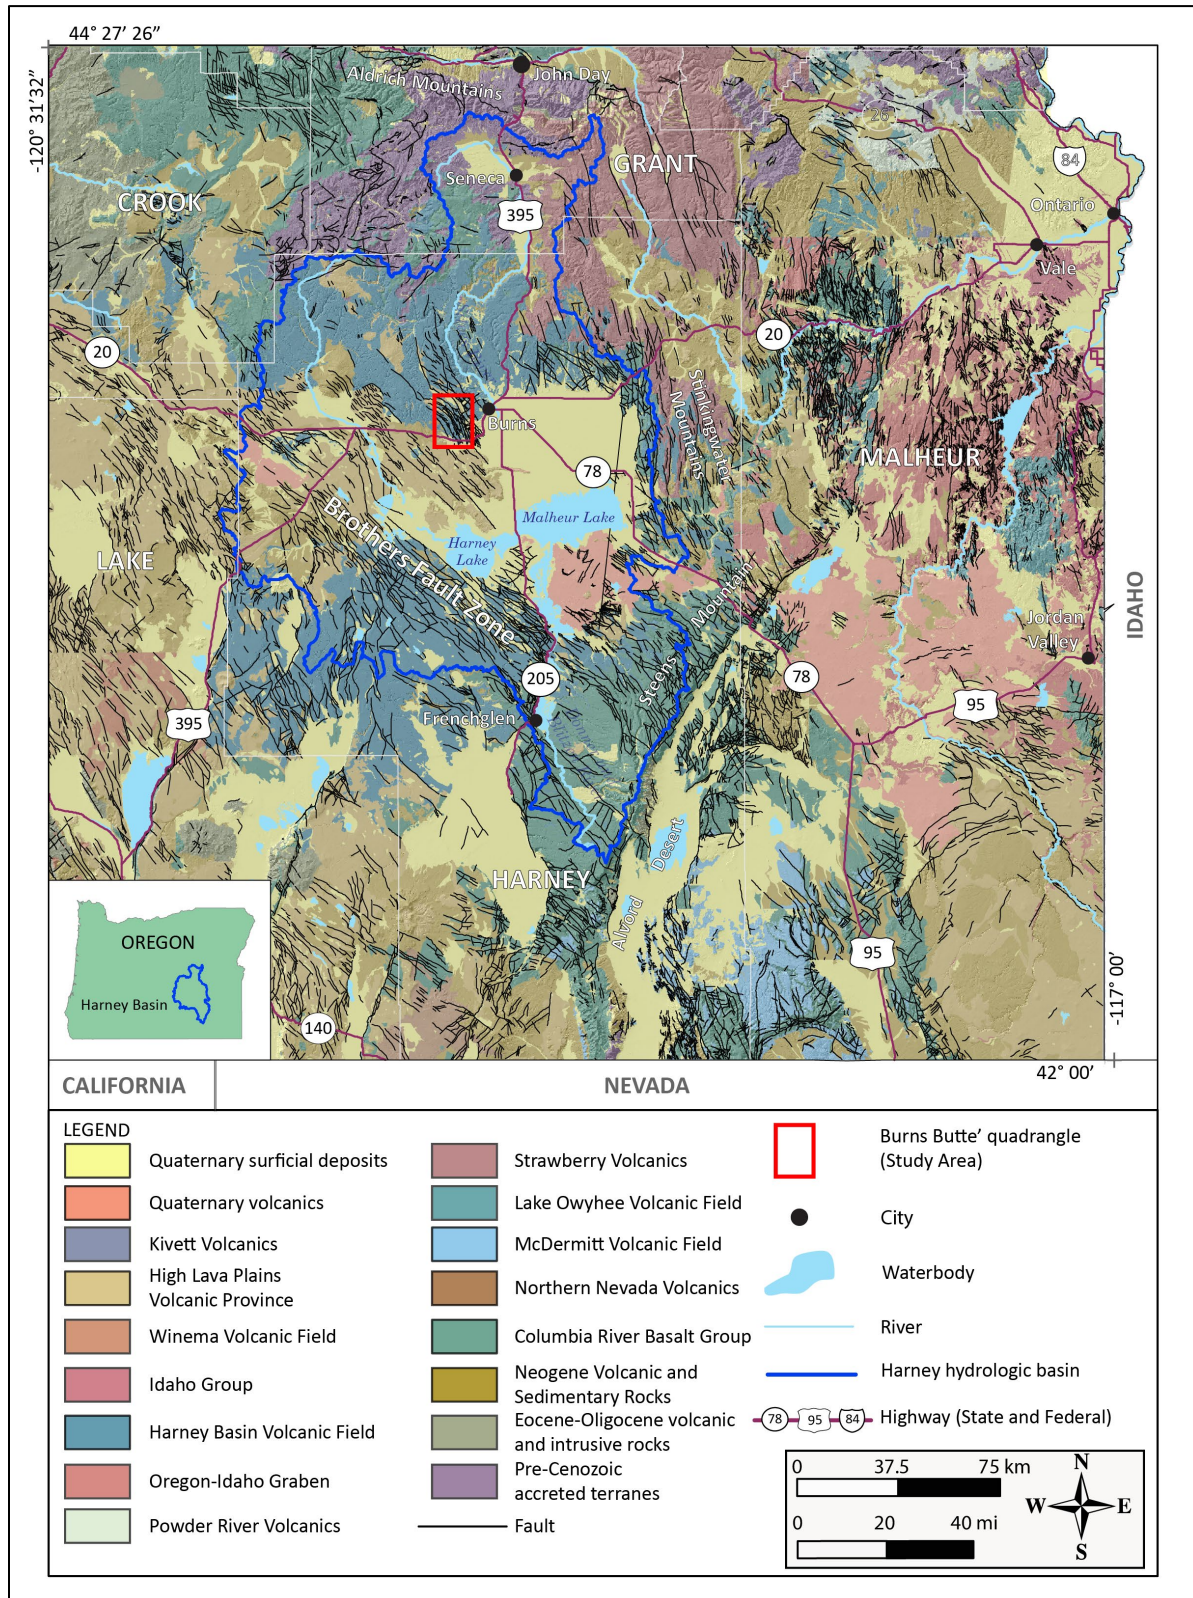 44° 27' 26"
-120° 31'32"
Aldrich Mountains
John Day
GRANT
26
84
Seneca
CROOK
395
Ontario
Vale
20
20
Stinkingwater
Mountains
Burns
78
MALHEUR
Malheur Lake
Harney
Lake
Brothers Fault Zone
LAKE
IDAHO
Steens Mountain
Jordan
Valley
205
78
95
395
Frenchglen
HARNEY
Alvord Desert
95
OREGON
Harney Basin
140
-117° 00'
42° 00'
CALIFORNIA
NEVADA
LEGEND
Quaternary surficial deposits
Quaternary volcanics
Kivett Volcanics
High Lava Plains
Volcanic Province
Winema Volcanic Field
Idaho Group
Harney Basin Volcanic Field
Oregon-Idaho Graben
Powder River Volcanics
Strawberry Volcanics
Lake Owyhee Volcanic Field
McDermitt Volcanic Field
Northern Nevada Volcanics
Columbia River Basalt Group
Neogene Volcanic and
Sedimentary Rocks
Eocene-Oligocene volcanic
and intrusive rocks
Pre-Cenozoic
accreted terranes
Fault
Burns Butte' quadrangle
(Study Area)
City
Waterbody
River
Harney hydrologic basin
78 95 84 Highway (State and Federal)
0 37.5 75 km
0 20 40 mi
N
W E
S